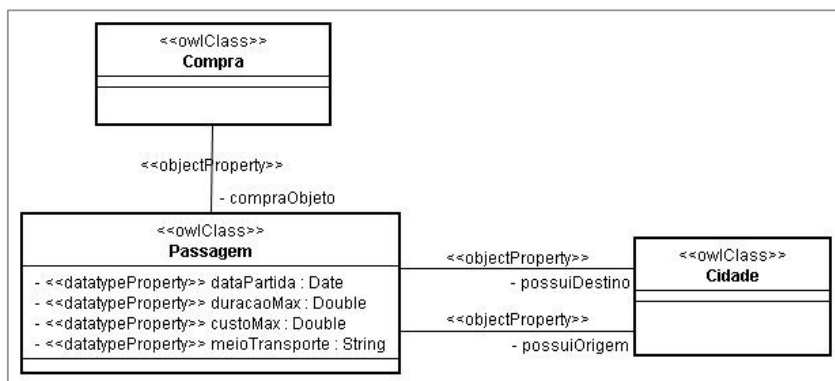 <<owlClass>>
Compra
<<objectProperty>>
- compraObjeto
<<owlClass>>
Passagem
- <<datatypeProperty>> dataPartida : Date
- <<datatypeProperty>> duracaoMax : Double
- <<datatypeProperty>> custoMax : Double
- <<datatypeProperty>> meioTransporte : String
<<objectProperty>>
- possuiDestino
<<objectProperty>>
- possuiOrigem
<<owlClass>>
Cidade